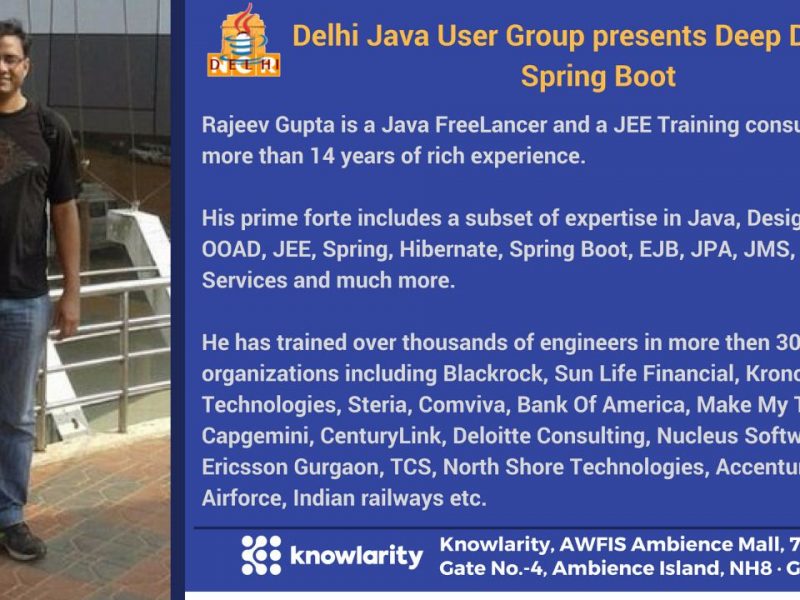 DELHI
NCR
Delhi Java User Group presents Deep D
Spring Boot
Rajeev Gupta is a Java FreeLancer and a JEE Training consu
more than 14 years of rich experience.
His prime forte includes a subset of expertise in Java, Desig
OOAD, JEE, Spring, Hibernate, Spring Boot, EJB, JPA, JMS,
Services and much more.
He has trained over thousands of engineers in more then 30
organizations including Blackrock, Sun Life Financial, Krono
Technologies, Steria, Comviva, Bank Of America, Make My T
Capgemini, CenturyLink, Deloitte Consulting, Nucleus Softw
Ericsson Gurgaon, TCS, North Shore Technologies, Accentur
Airforce, Indian railways etc.
knowlarity
Knowlarity, AWFIS Ambience Mall, 7
Gate No.-4, Ambience Island, NH8 · G